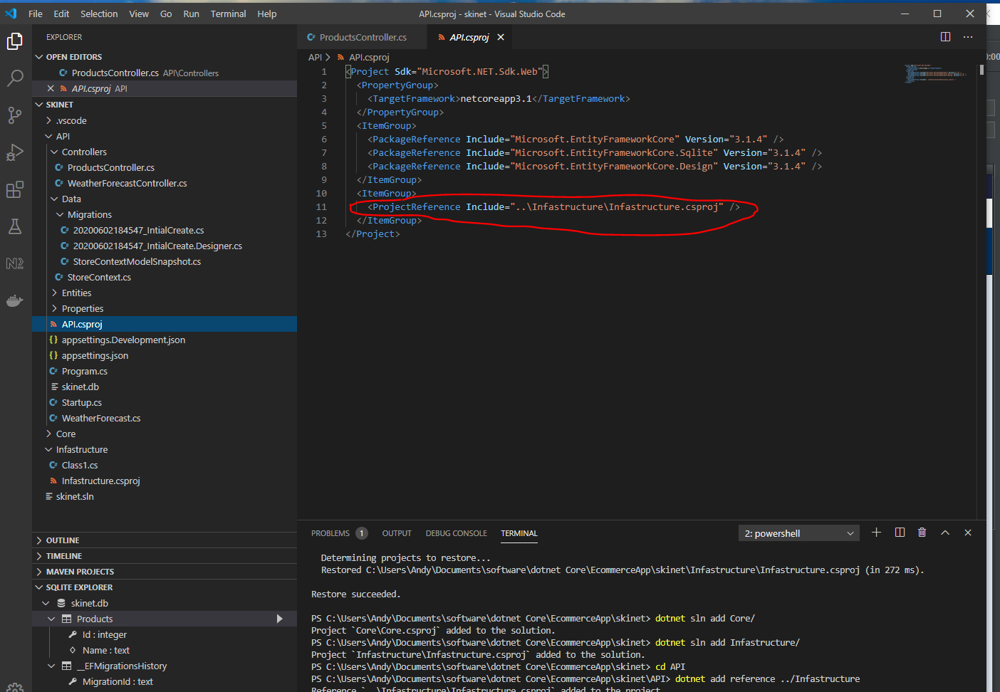 File Edit Selection View Go Run Terminal Help
API.csproj - skinet - Visual Studio Code
EXPLORER
OPEN EDITORS
ProductsController.cs API\Controllers
API.csproj API
SKINET
.vscode
API
Controllers
ProductsController.cs
WeatherForecastController.cs
Data
Migrations
20200602184547_IntialCreate.cs
20200602184547_IntialCreate.Designer.cs
StoreContextModelSnapshot.cs
StoreContext.cs
Entities
Properties
API.csproj
appsettings.Development.json
appsettings.json
Program.cs
skinet.db
Startup.cs
WeatherForecast.cs
Core
Infastructure
Class1.cs
Infastructure.csproj
skinet.sln
OUTLINE
TIMELINE
MAVEN PROJECTS
SQLITE EXPLORER
skinet.db
Products
Id : integer
Name : text
__EFMigrationsHistory
MigrationId : text
ProductsController.cs
API.csproj
API > API.csproj
1 <Project Sdk="Microsoft.NET.Sdk.Web">
2 <PropertyGroup>
3 <TargetFramework>netcoreapp3.1</TargetFramework>
4 </PropertyGroup>
5 <ItemGroup>
6 <PackageReference Include="Microsoft.EntityFrameworkCore" Version="3.1.4" />
7 <PackageReference Include="Microsoft.EntityFrameworkCore.Sqlite" Version="3.1.4" />
8 <PackageReference Include="Microsoft.EntityFrameworkCore.Design" Version="3.1.4" />
9 </ItemGroup>
10 <ItemGroup>
11 <ProjectReference Include="..\Infastructure\Infastructure.csproj" />
12 </ItemGroup>
13 </Project>
PROBLEMS 1 OUTPUT DEBUG CONSOLE TERMINAL
2: powershell
Determining projects to restore...
Restored C:\Users\Andy\Documents\software\dotnet Core\EcommerceApp\skinet\Infastructure\Infastructure.csproj (in 272 ms).
Restore succeeded.
PS C:\Users\Andy\Documents\software\dotnet Core\EcommerceApp\skinet> dotnet sln add Core/
Project `Core\Core.csproj` added to the solution.
PS C:\Users\Andy\Documents\software\dotnet Core\EcommerceApp\skinet> dotnet sln add Infastructure/
Project `Infastructure\Infastructure.csproj` added to the solution.
PS C:\Users\Andy\Documents\software\dotnet Core\EcommerceApp\skinet> cd API
PS C:\Users\Andy\Documents\software\dotnet Core\EcommerceApp\skinet\API> dotnet add reference ../Infastructure
Reference `..\Infastructure\Infastructure.csproj` added to the project.